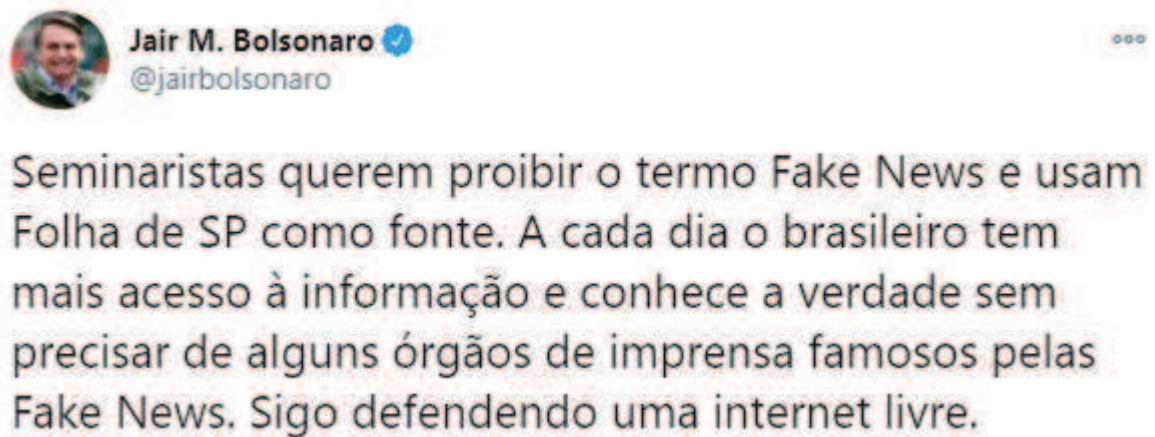 Jair M. Bolsonaro
@jairbolsonaro
Seminaristas querem proibir o termo Fake News e usam
Folha de SP como fonte. A cada dia o brasileiro tem
mais acesso à informação e conhece a verdade sem
precisar de alguns órgãos de imprensa famosos pelas
Fake News. Sigo defendendo uma internet livre.